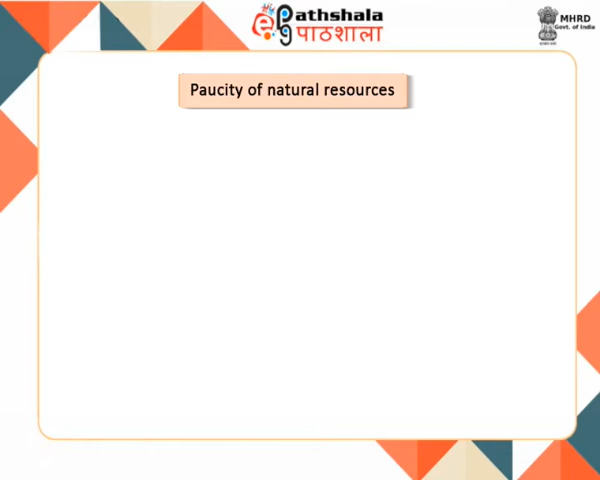 ePathshala
पाठशाला
MHRD
Govt. of India
Paucity of natural resources